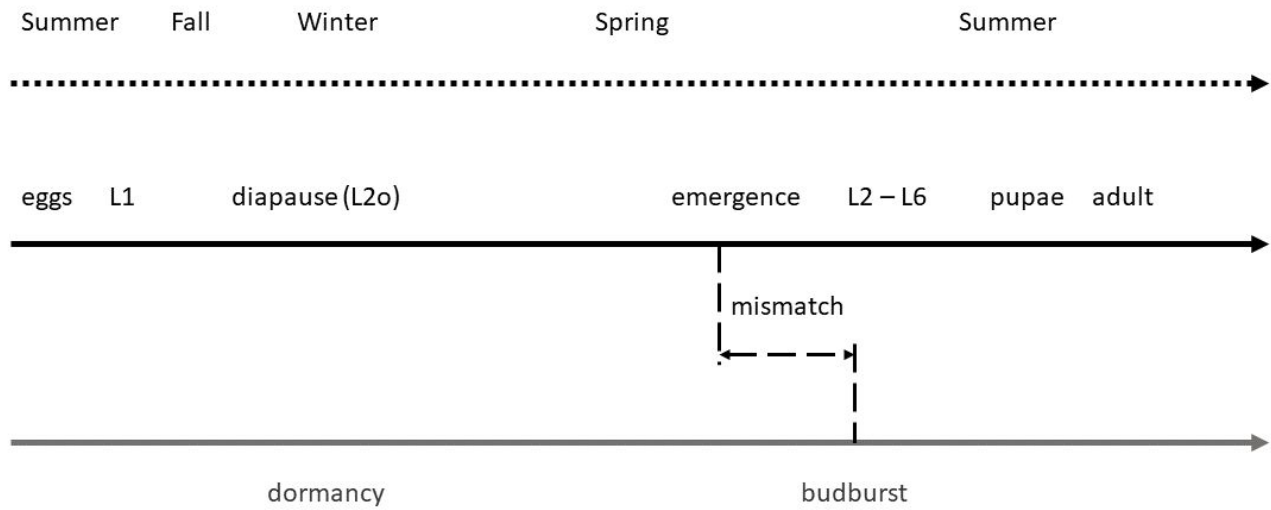 Summer Fall Winter Spring Summer
eggs L1 diapause (L2o) emergence L2 – L6 pupae adult
mismatch
dormancy budburst